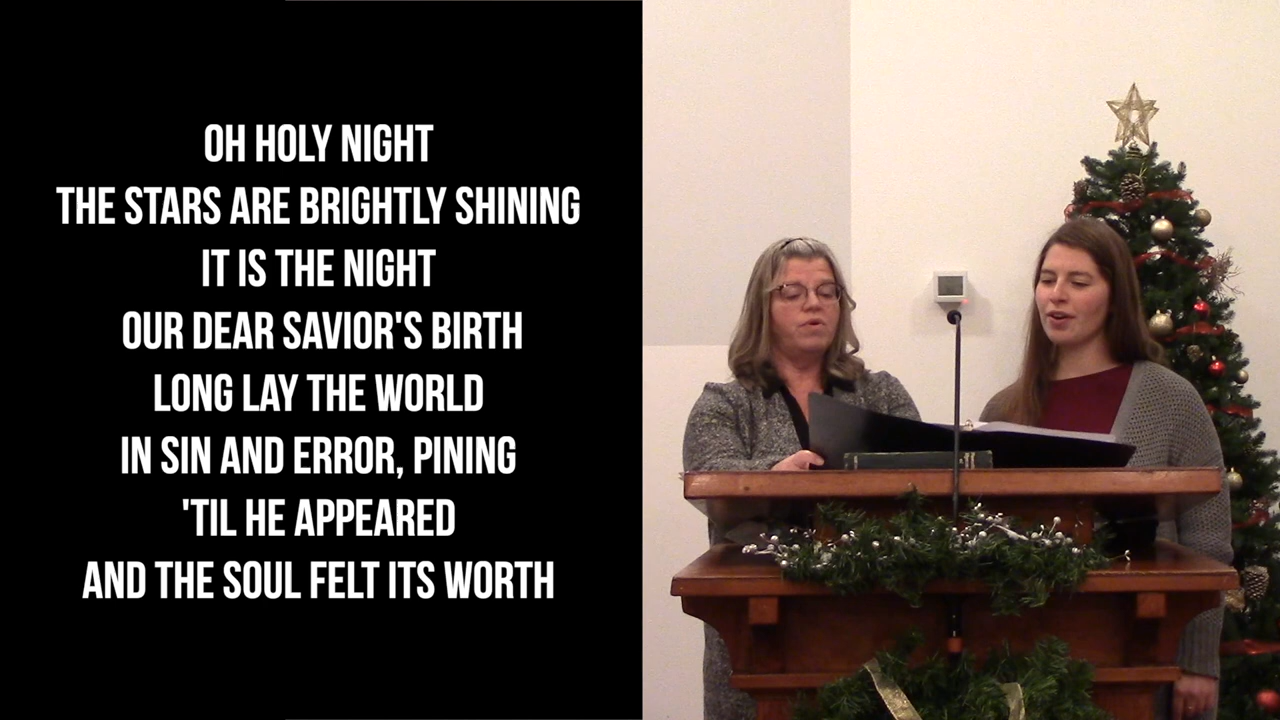 OH HOLY NIGHT
THE STARS ARE BRIGHTLY SHINING
IT IS THE NIGHT
OUR DEAR SAVIOR'S BIRTH
LONG LAY THE WORLD
IN SIN AND ERROR, PINING
'TIL HE APPEARED
AND THE SOUL FELT ITS WORTH